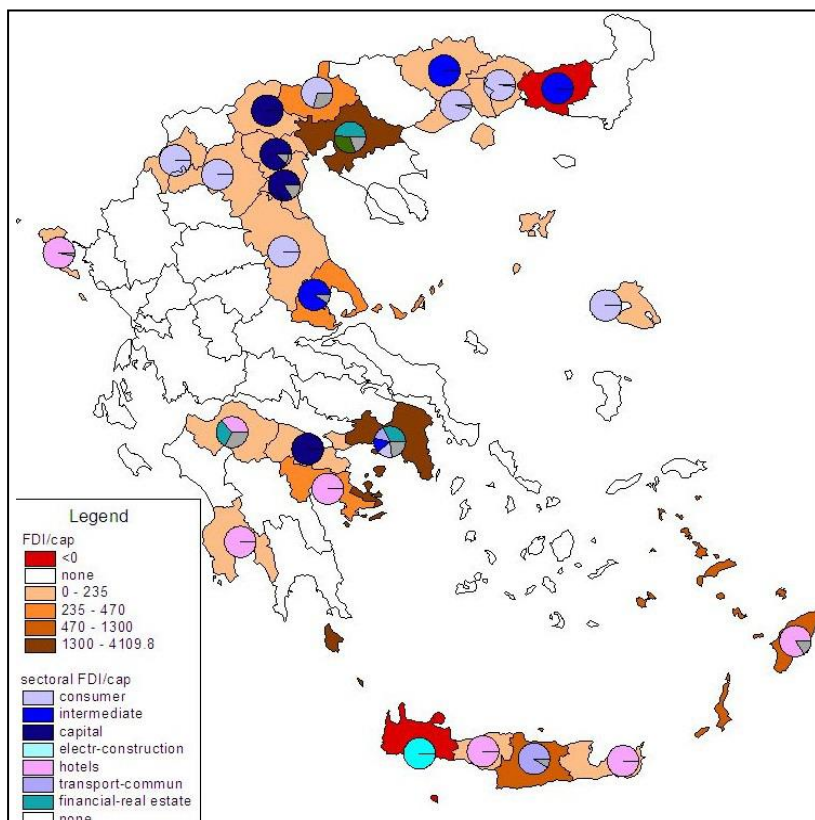 Legend
FDI/cap
<0
none
0 - 235
235 - 470
470 - 1300
1300 - 4109.8
sectoral FDI/cap
consumer
intermediate
capital
electr-construction
hotels
transport-commun
financial-real estate
none